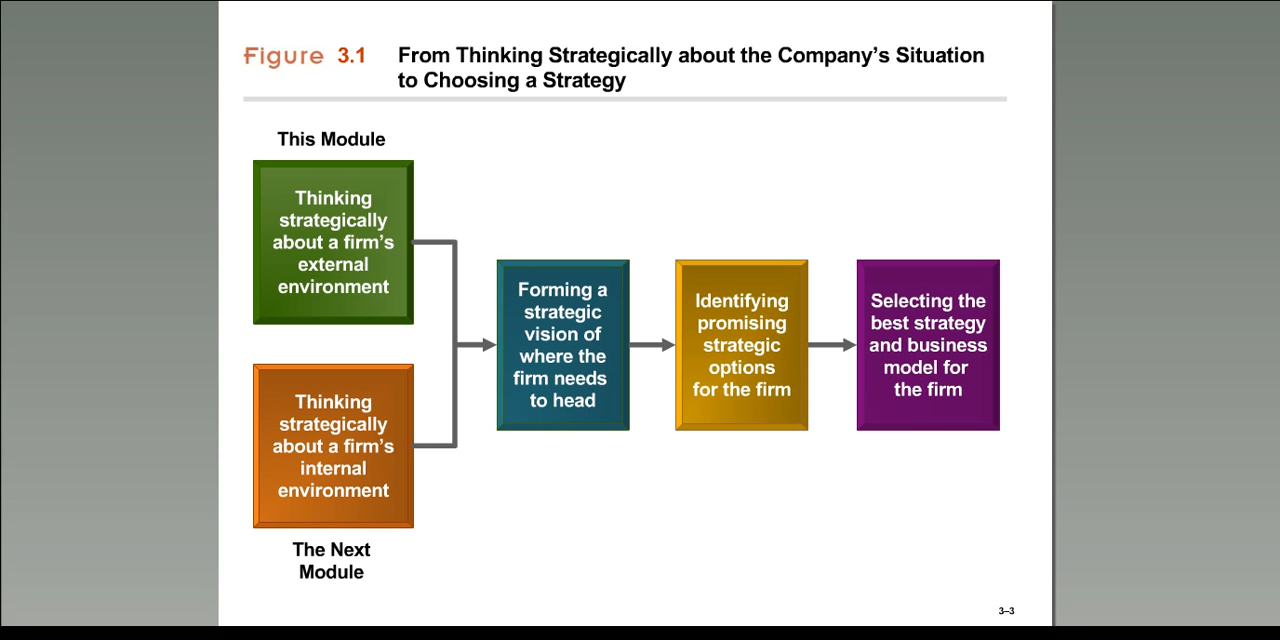 Figure 3.1
From Thinking Strategically about the Company’s Situation
to Choosing a Strategy
This Module
Thinking
strategically
about a firm’s
external
environment
Thinking
strategically
about a firm’s
internal
environment
The Next
Module
Forming a
strategic
vision of
where the
firm needs
to head
Identifying
promising
strategic
options
for the firm
Selecting the
best strategy
and business
model for
the firm
3–3